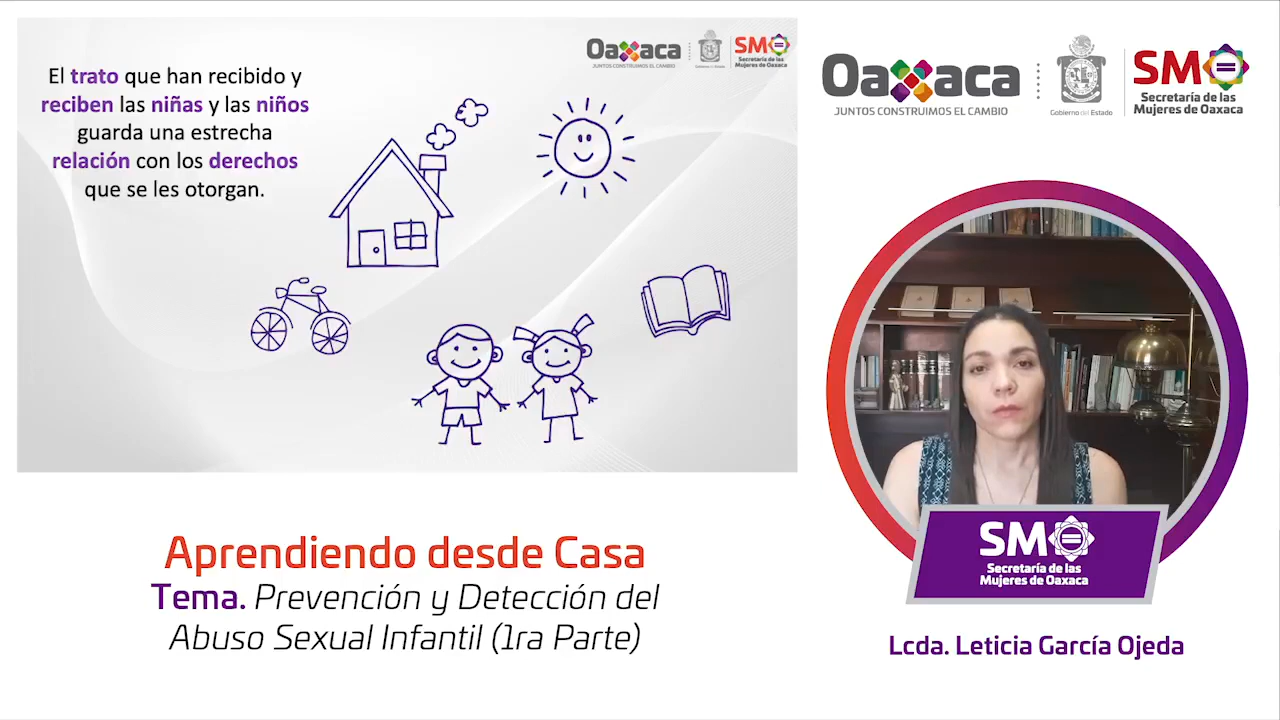 El trato que han recibido y
reciben las niñas y las niños
guarda una estrecha
relación con los derechos
que se les otorgan.
Oaxaca
JUNTOS CONSTRUIMOS EL CAMBIO
SM
Secretaría de las
Mujeres de Oaxaca
Oaxaca
JUNTOS CONSTRUIMOS EL CAMBIO
Gobierno del Estado
SM
Secretaría de las
Mujeres de Oaxaca
SM
Secretaría de las
Mujeres de Oaxaca
Aprendiendo desde Casa
Tema. Prevención y Detección del
Abuso Sexual Infantil (1ra Parte)
Lcda. Leticia García Ojeda